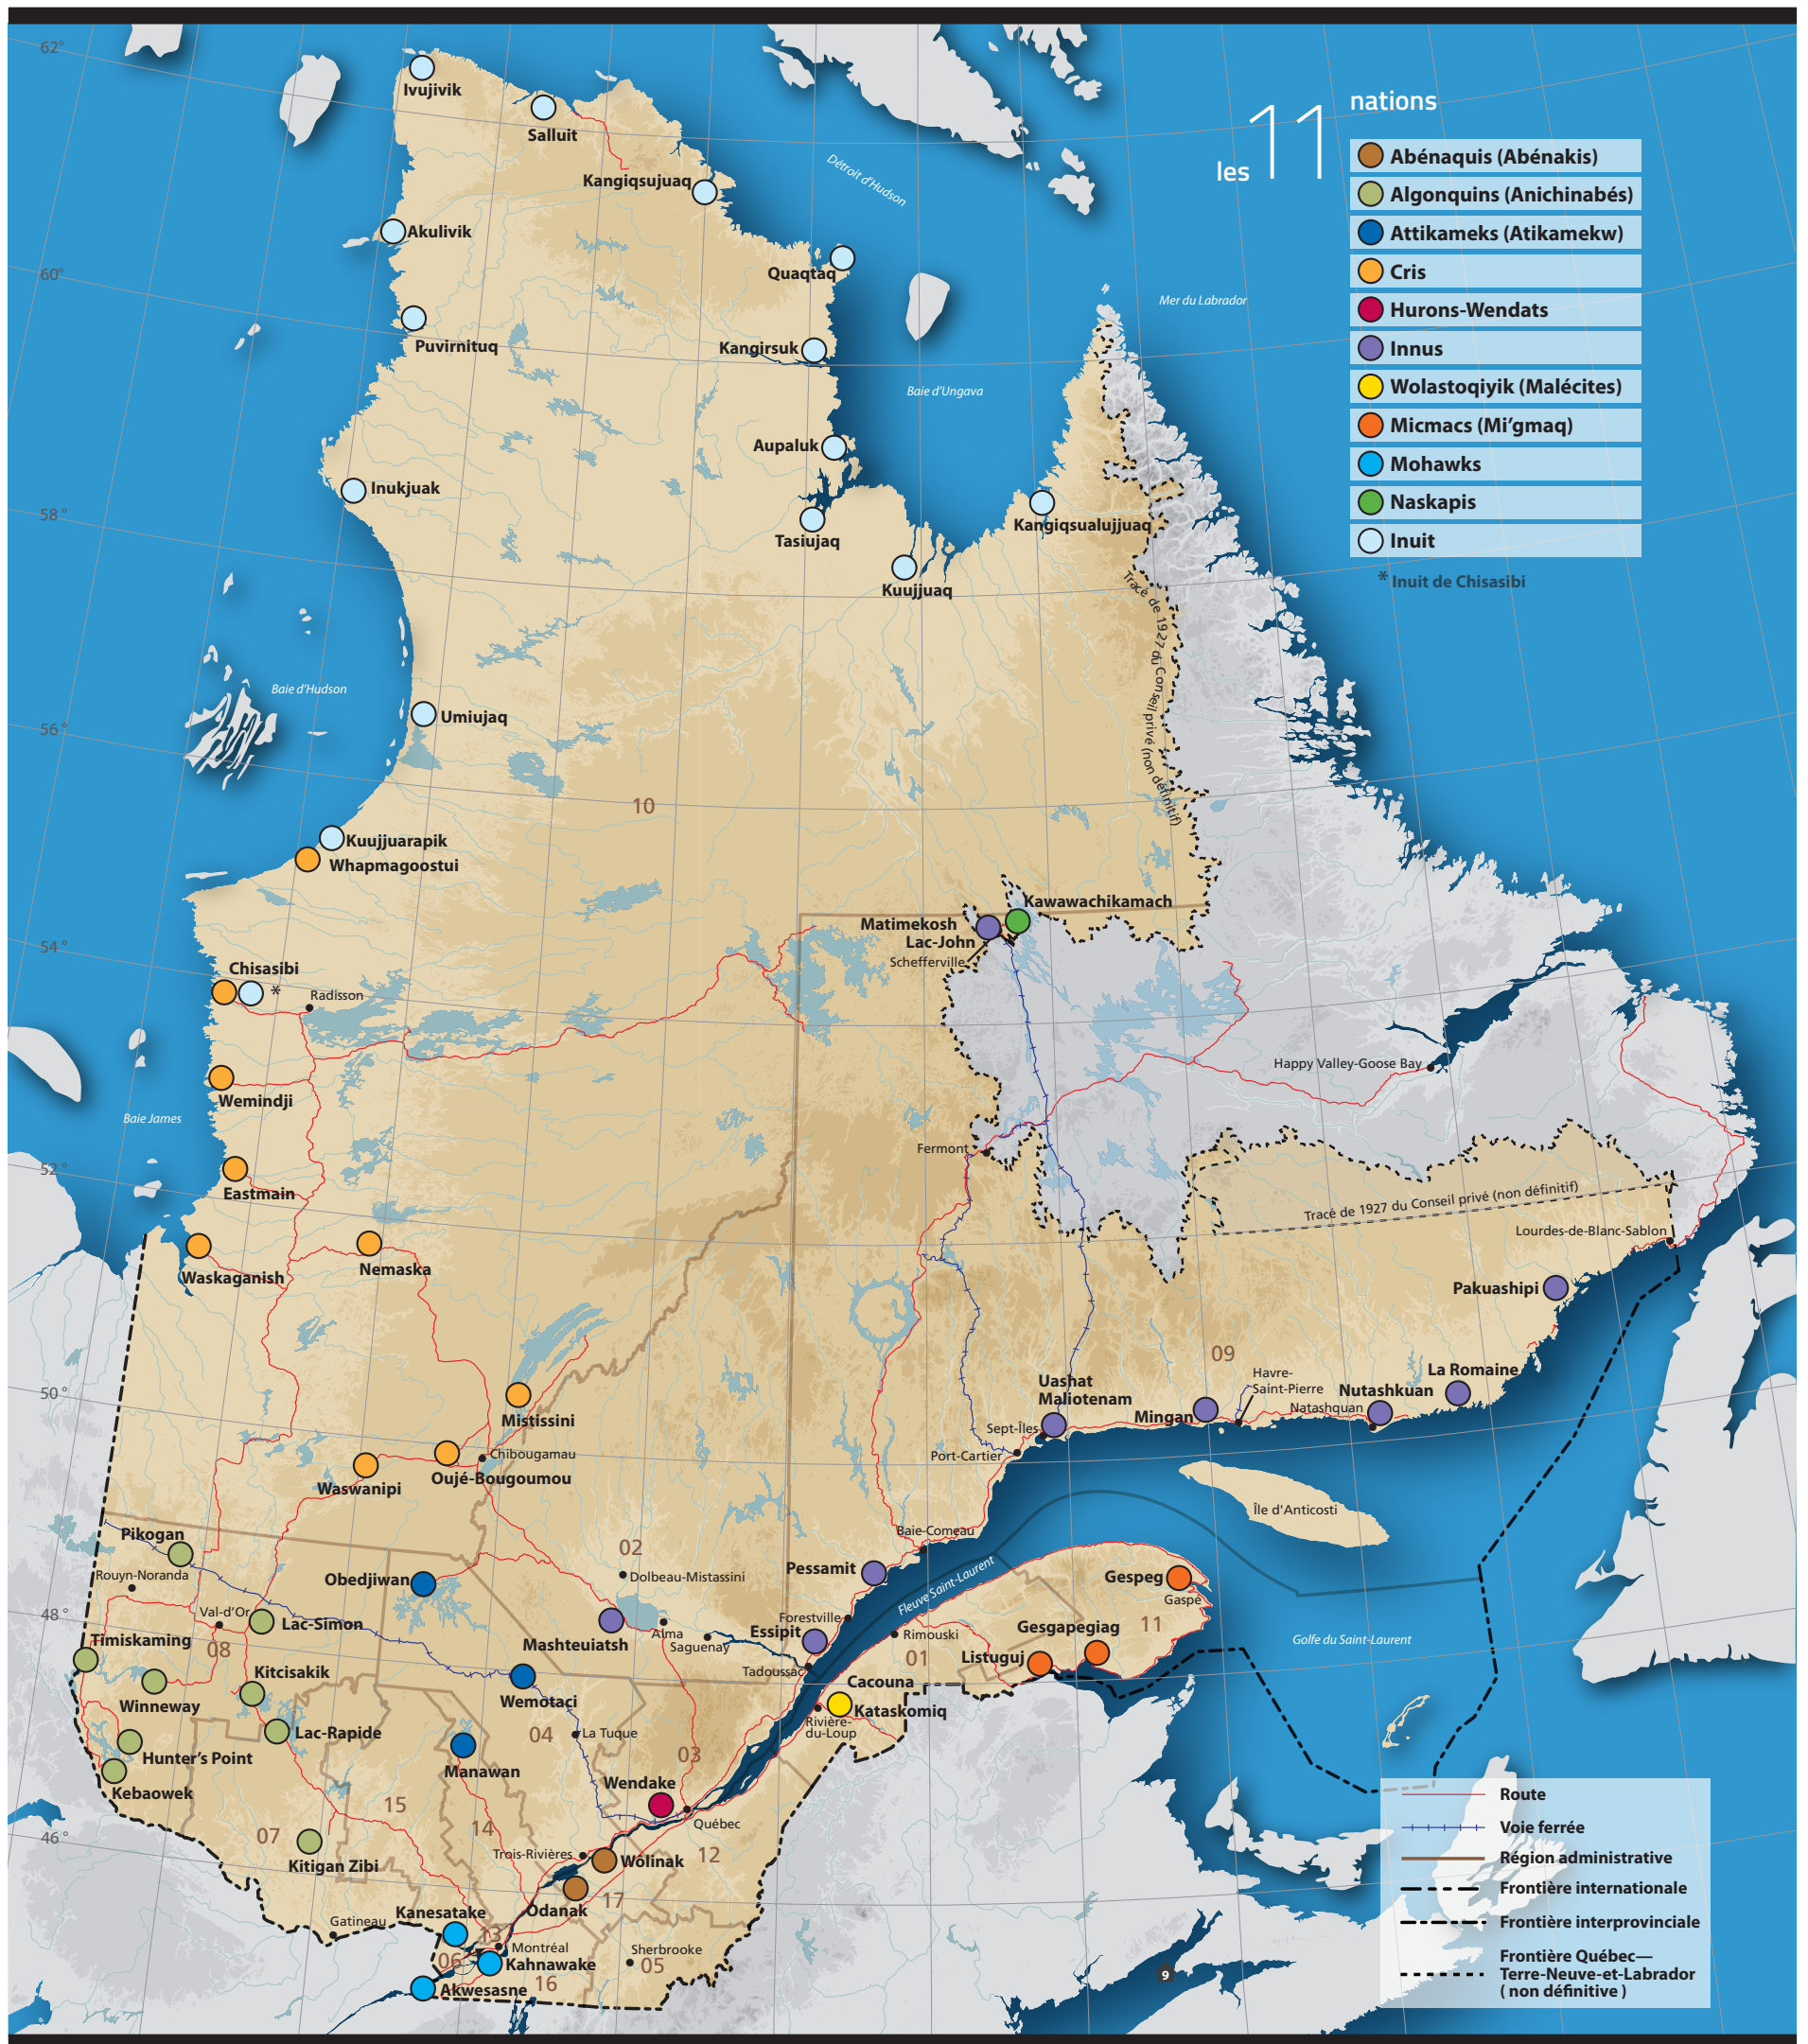 les 11 nations
Abénaquis (Abénakis)
Algonquins (Anichinabés)
Attikameks (Atikamekw)
Cris
Hurons-Wendats
Innus
Wolastoqiyik (Malécites)
Micmacs (Mi’gmaq)
Mohawks
Naskapis
Inuit
* Inuit de Chisasibi
62°
60°
58°
56°
54°
52°
50°
48°
46°
Ivujivik
Salluit
Kangiqsujuaq
Détroit d'Hudson
Akulivik
Quaqtaq
Mer du Labrador
Puvirnituq
Kangirsuk
Baie d'Ungava
Aupaluk
Inukjuak
Kangiqsualujjuaq
Tasiujaq
Kuujjuaq
Tracé de 1927 du Conseil privé (non définitif)
Baie d'Hudson
Umiujaq
10
Kuujjuarapik
Whapmagoostui
Kawawachikamach
Matimekosh
Lac-John
Schefferville
Chisasibi
*
Radisson
Happy Valley-Goose Bay
Wemindji
Baie James
Fermont
Eastmain
Tracé de 1927 du Conseil privé (non définitif)
Lourdes-de-Blanc-Sablon
Waskaganish
Nemaska
Pakuashipi
09
La Romaine
Havre-
Saint-Pierre
Nutashkuan
Natashquan
Uashat
Maliotenam
Mingan
Sept-Îles
Port-Cartier
Mistissini
Chibougamau
Oujé-Bougoumou
Waswanipi
Île d'Anticosti
Pikogan
Baie-Comeau
02
Rouyn-Noranda
Obedjiwan
Dolbeau-Mistassini
Pessamit
Fleuve Saint-Laurent
Gespeg
Gaspé
Val-d'Or
Lac-Simon
Forestville
Timiskaming
08
Mashteuiatsh
Alma
Saguenay
Essipit
Rimouski
Gesgapegiag
11
Golfe du Saint-Laurent
01
Listuguj
Kitcisakik
Tadoussac
Winneway
Wemotaci
Cacouna
Kataskomiq
Rivière-
du-Loup
Lac-Rapide
04
La Tuque
Hunter’s Point
03
Manawan
Kebaowek
Wendake
15
14
Québec
07
Kitigan Zibi
Trois-Rivières
Wôlinak
12
17
Odanak
Kanesatake
Gatineau
13
Montréal
Sherbrooke
06
Kahnawake
05
16
Akwesasne
9
Route
Voie ferrée
Région administrative
Frontière internationale
Frontière interprovinciale
Frontière Québec—
Terre-Neuve-et-Labrador
( non définitive )